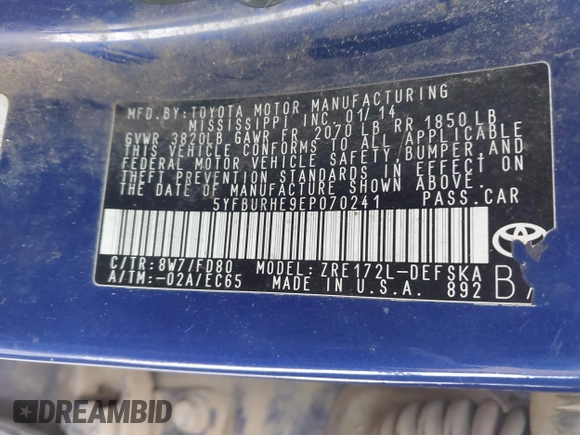 MFD. BY: TOYOTA MOTOR MANUFACTURING
MISSISSIPPI INC. 01/14
GVWR 3820LB GAWR FR 2070 LB RR 1850 LB
THIS VEHICLE CONFORMS TO ALL APPLICABLE
FEDERAL MOTOR VEHICLE SAFETY, BUMPER AND
THEFT PREVENTION STANDARDS IN EFFECT ON
THE DATE OF MANUFACTURE SHOWN ABOVE.
5YFBURHE9EP070241 PASS. CAR
C/TR: 8W7/FD80 MODEL: ZRE172L-DEFSKA
A/TM: -02A/EC65 MADE IN U.S.A. 892 B
DREAMBID